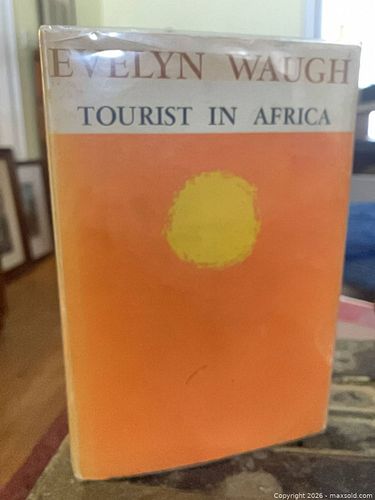 EVELYN WAUGH
TOURIST IN AFRICA
Copyright 2026 - maxsold.com